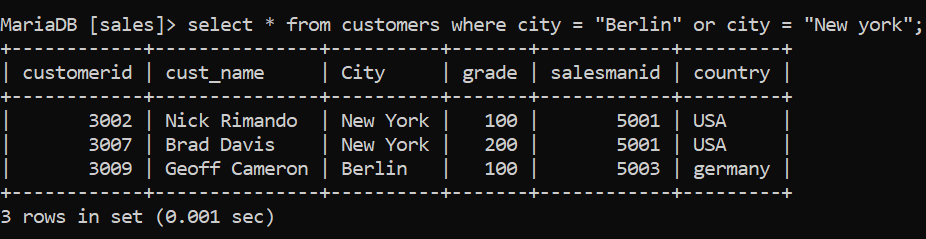 MariaDB [sales]> select * from customers where city = "Berlin" or city = "New york";
+------------+---------------+----------+-------+------------+---------+
| customerid | cust_name     | City     | grade | salesmanid | country |
+------------+---------------+----------+-------+------------+---------+
|       3002 | Nick Rimando  | New York |   100 |       5001 | USA     |
|       3007 | Brad Davis    | New York |   200 |       5001 | USA     |
|       3009 | Geoff Cameron | Berlin   |   100 |       5003 | germany |
+------------+---------------+----------+-------+------------+---------+
3 rows in set (0.001 sec)